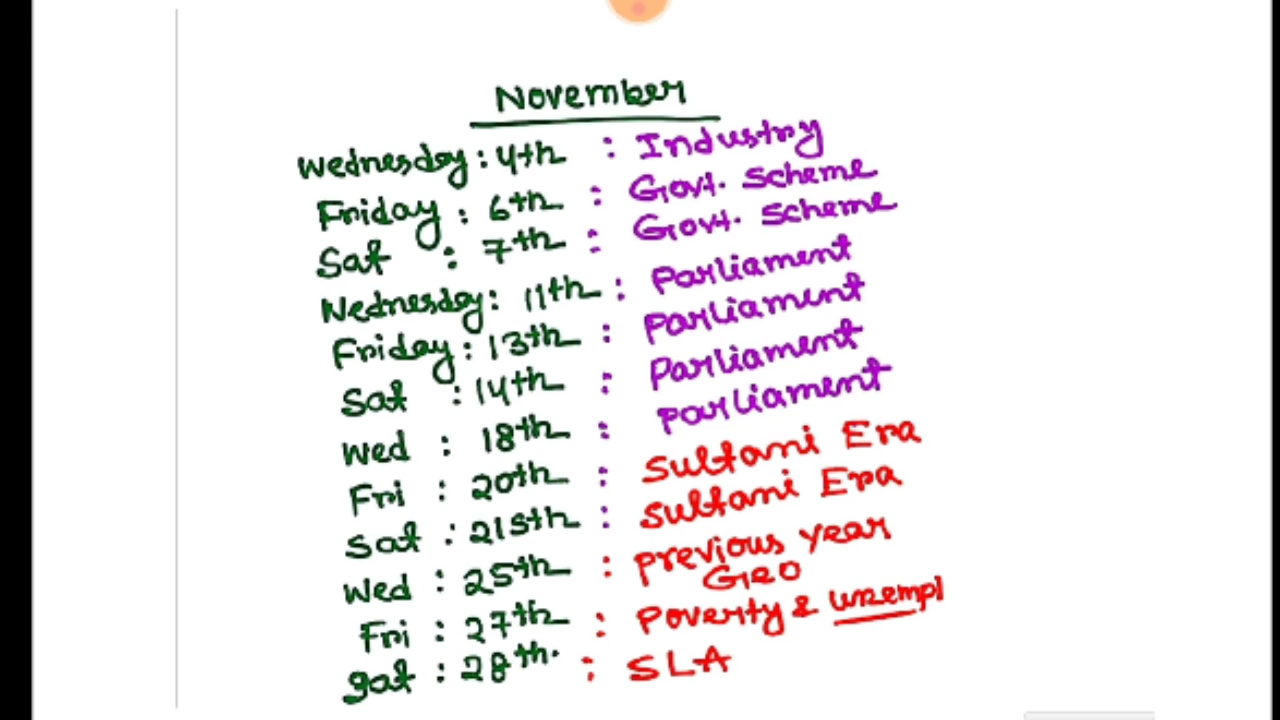 November
Wednesday : 4th : Industry
Friday : 6th : Govt. Scheme
Sat : 7th : Govt. Scheme
Wednesday : 11th : Parliament
Friday : 13th : Parliament
Sat : 14th : Parliament
Wed : 18th : Parliament
Fri : 20th : Sultani Era
Sat : 21sth : Sultani Era
Wed : 25th : previous year
Geo
Fri : 27th : Poverty & unempl
Sat : 28th. : SLA